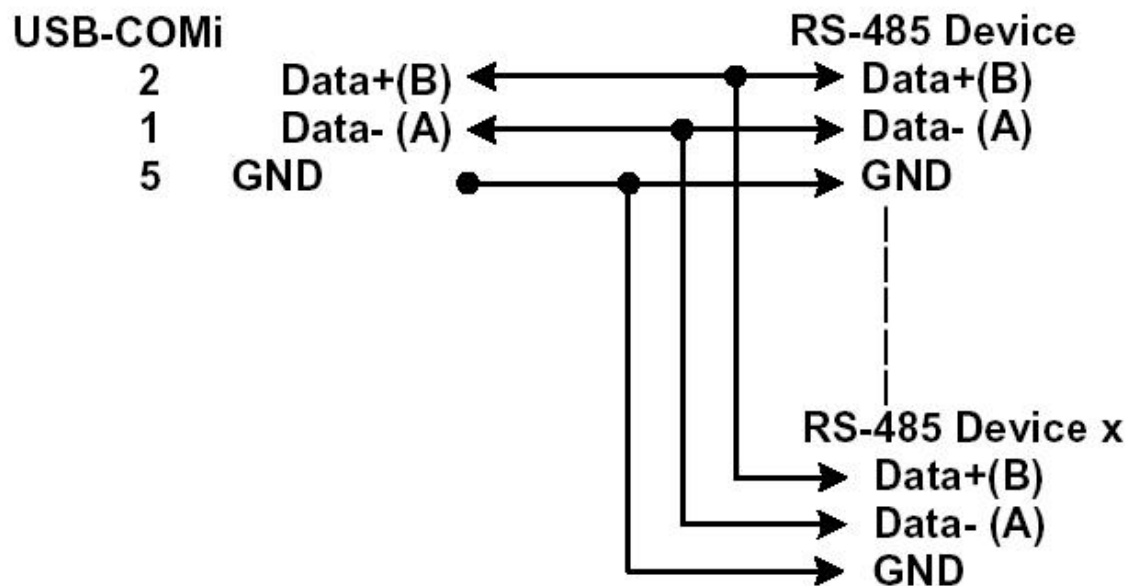 USB-COMi RS-485 Device
2 Data+(B) Data+(B)
1 Data- (A) Data- (A)
5 GND GND
RS-485 Device x
Data+(B)
Data- (A)
GND